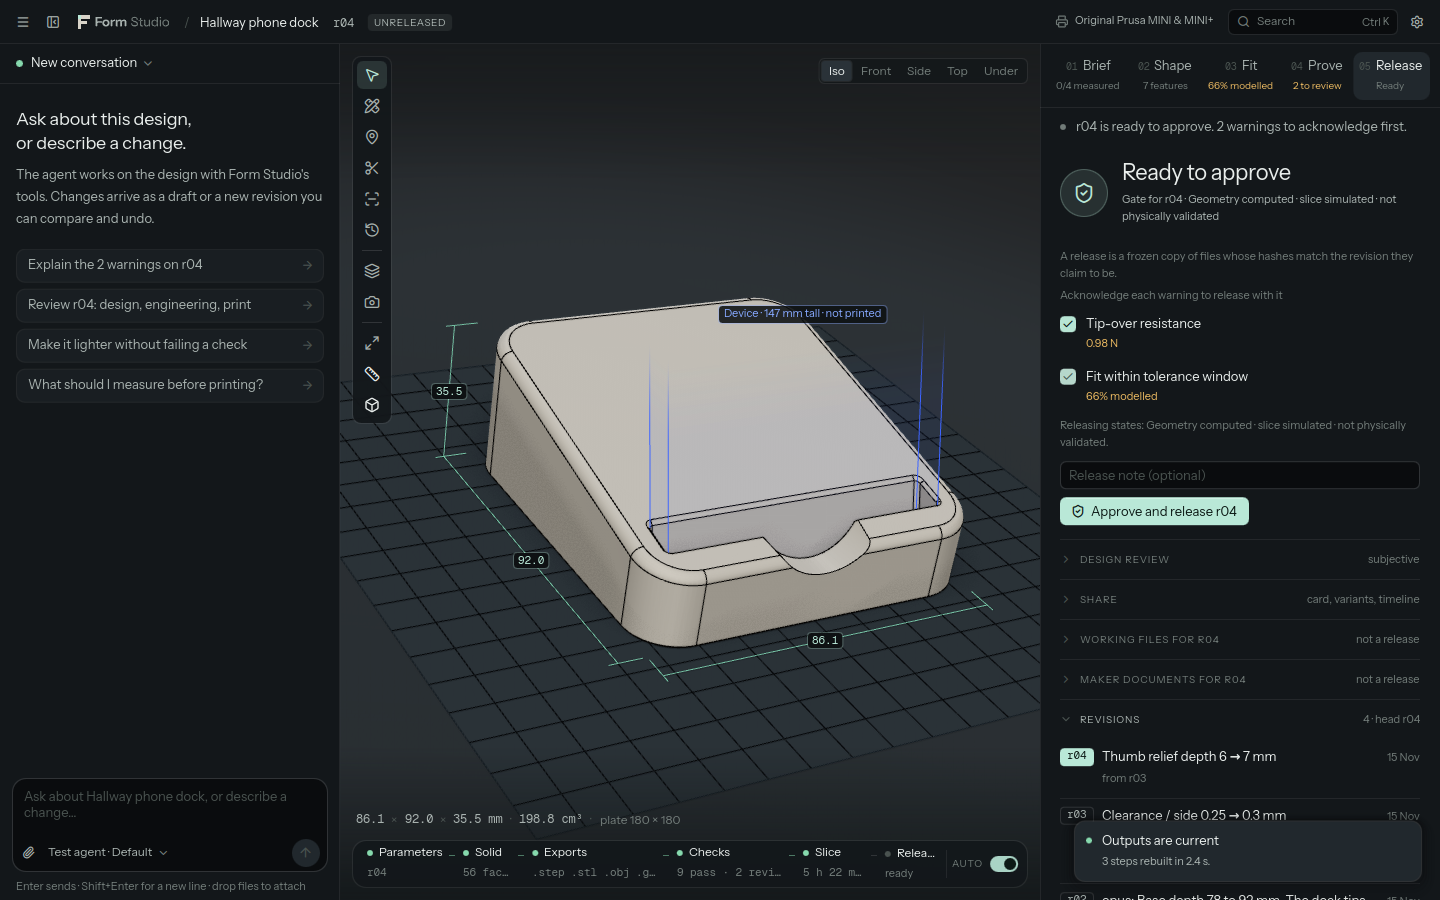 Form Studio / Hallway phone dock r04 UNRELEASED
Original Prusa MINI & MINI+
Search Ctrl K
New conversation
Ask about this design,
or describe a change.
The agent works on the design with Form Studio's
tools. Changes arrive as a draft or a new revision you
can compare and undo.
Explain the 2 warnings on r04
Review r04: design, engineering, print
Make it lighter without failing a check
What should I measure before printing?
Ask about Hallway phone dock, or describe a
change...
Test agent · Default
Enter sends · Shift+Enter for a new line · drop files to attach
Iso Front Side Top Under
Device · 147 mm tall · not printed
35.5
92.0
86.1
86.1 × 92.0 × 35.5 mm · 198.8 cm³ · plate 180 × 180
Parameters Solid Exports Checks Slice Relea...
r04 56 fac… .step .stl .obj .g… 9 pass · 2 revi… 5 h 22 m… ready
AUTO
01 Brief 02 Shape 03 Fit 04 Prove 05 Release
0/4 measured 7 features 66% modelled 2 to review Ready
r04 is ready to approve. 2 warnings to acknowledge first.
Ready to approve
Gate for r04 · Geometry computed · slice simulated · not
physically validated
A release is a frozen copy of files whose hashes match the revision they
claim to be.
Acknowledge each warning to release with it
Tip-over resistance
0.98 N
Fit within tolerance window
66% modelled
Releasing states: Geometry computed · slice simulated · not physically
validated.
Release note (optional)
Approve and release r04
DESIGN REVIEW subjective
SHARE card, variants, timeline
WORKING FILES FOR R04 not a release
MAKER DOCUMENTS FOR R04 not a release
REVISIONS 4 · head r04
r04 Thumb relief depth 6 → 7 mm 15 Nov
from r03
r03 Clearance / side 0.25 → 0.3 mm 15 Nov
Outputs are current
3 steps rebuilt in 2.4 s.